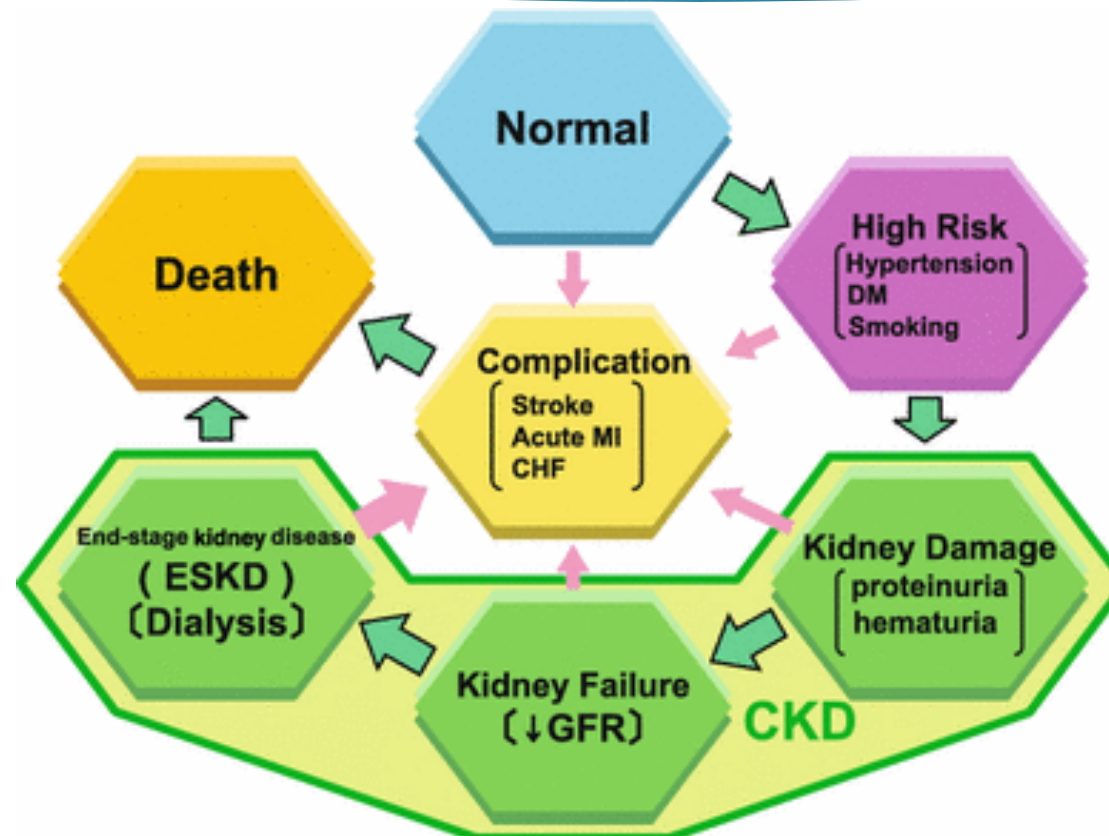 Normal
Death
High Risk
Hypertension
DM
Smoking
Complication
Stroke
Acute MI
CHF
End-stage kidney disease
( ESKD )
〔Dialysis〕
Kidney Failure
〔↓GFR〕
Kidney Damage
proteinuria
hematuria
CKD